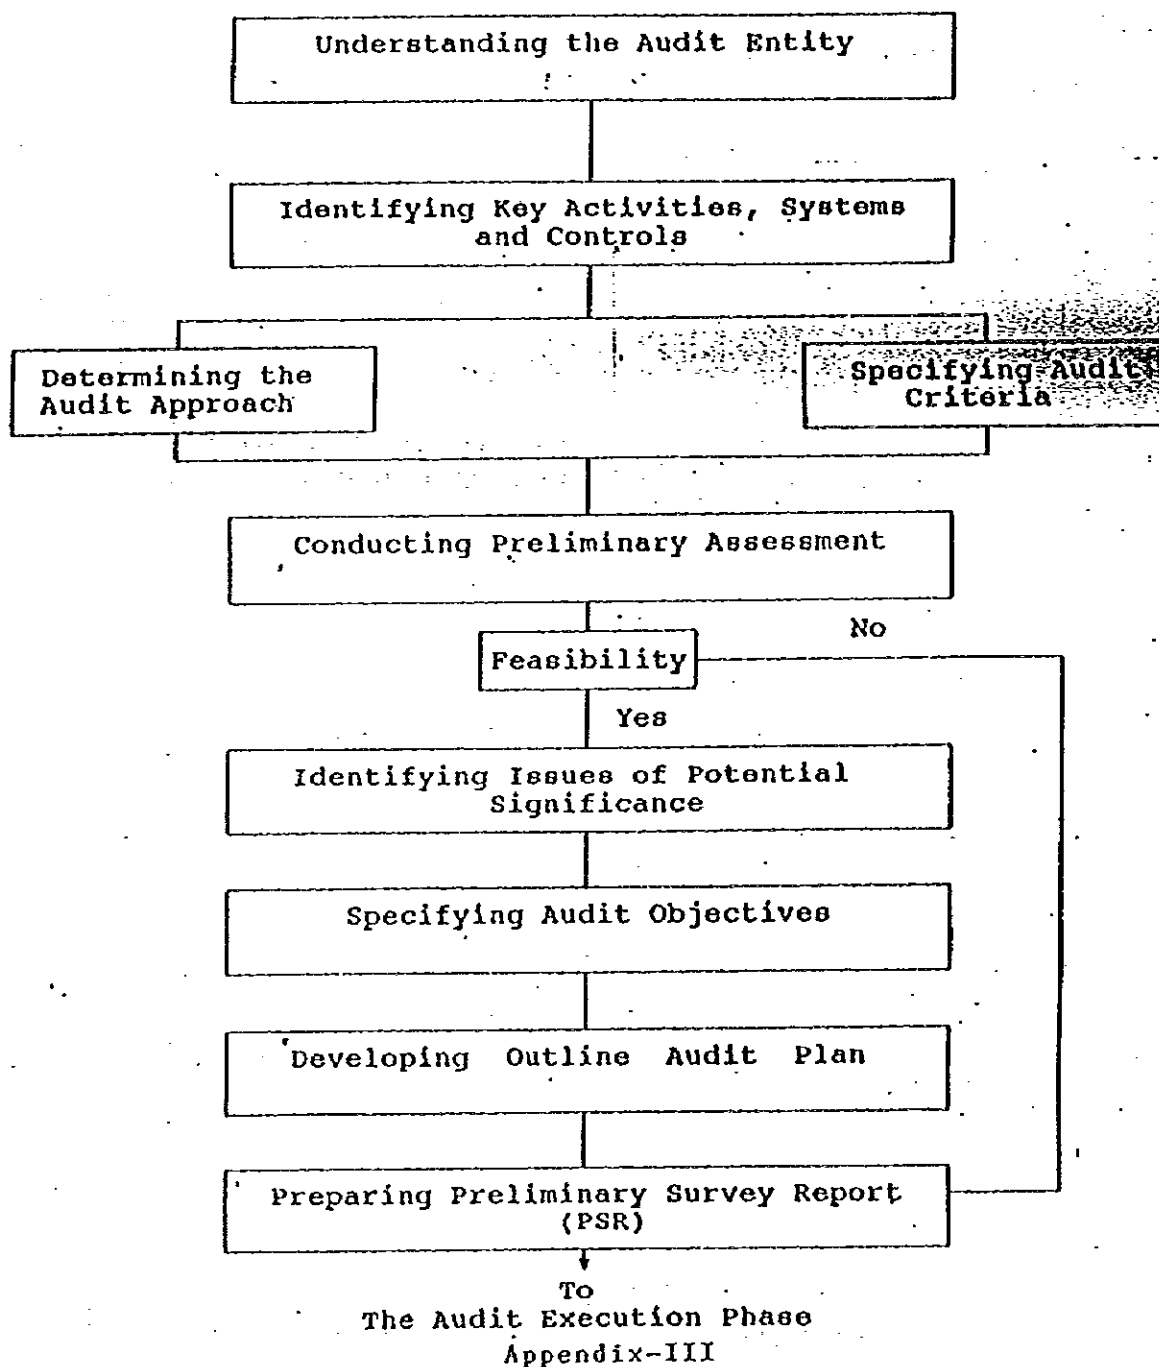 Understanding the Audit Entity
Identifying Key Activities, Systems
and Controls
Determining the
Audit Approach
Specifying Audit
Criteria
Conducting Preliminary Assessment
No
Feasibility
Yes
Identifying Issues of Potential
Significance
Specifying Audit Objectives
Developing Outline Audit Plan
Preparing Preliminary Survey Report
(PSR)
To
The Audit Execution Phase
Appendix-III